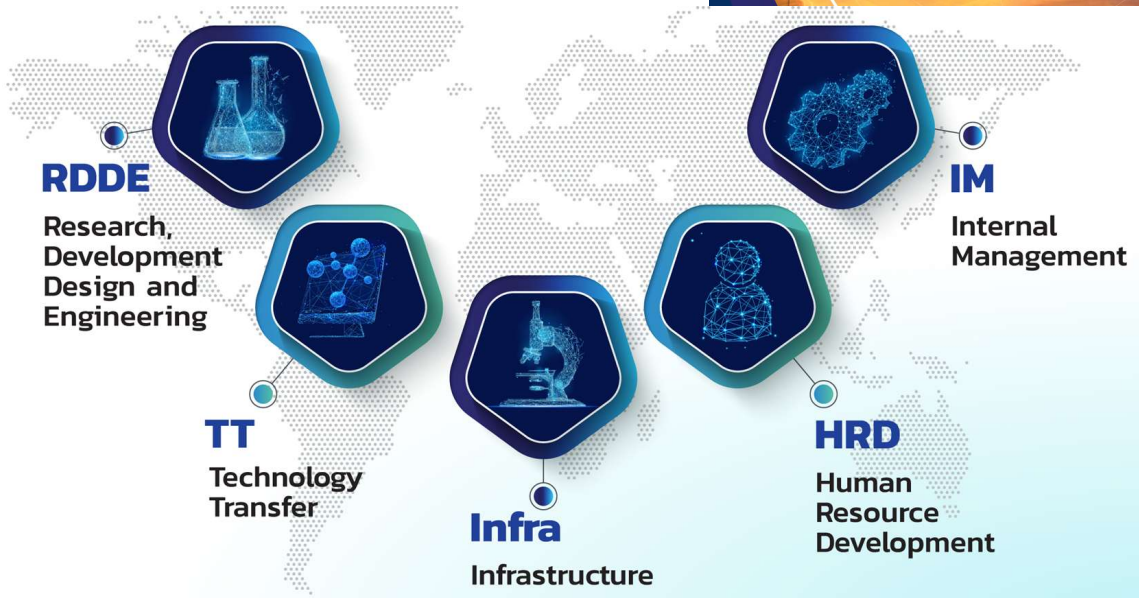 RDDE
Research,
Development
Design and
Engineering
TT
Technology
Transfer
Infra
Infrastructure
HRD
Human
Resource
Development
IM
Internal
Management